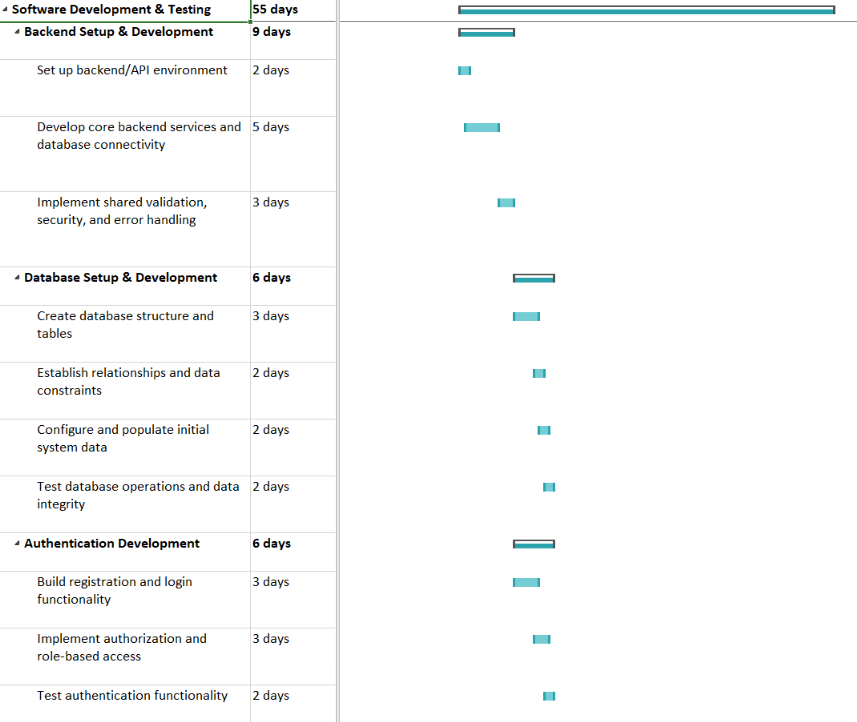 Software Development & Testing 55 days
Backend Setup & Development 9 days
Set up backend/API environment 2 days
Develop core backend services and 5 days
database connectivity
Implement shared validation, 3 days
security, and error handling
Database Setup & Development 6 days
Create database structure and 3 days
tables
Establish relationships and data 2 days
constraints
Configure and populate initial 2 days
system data
Test database operations and data 2 days
integrity
Authentication Development 6 days
Build registration and login 3 days
functionality
Implement authorization and 3 days
role-based access
Test authentication functionality 2 days